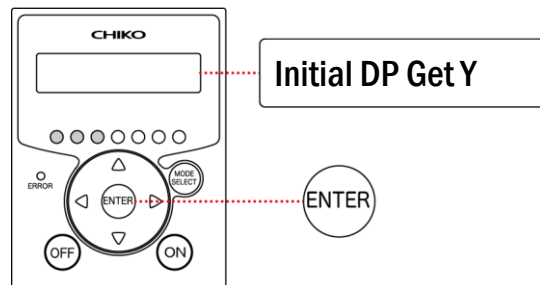 CHIKO
Initial DP Get Y
ERROR
MODE
SELECT
ENTER
ENTER
OFF
ON